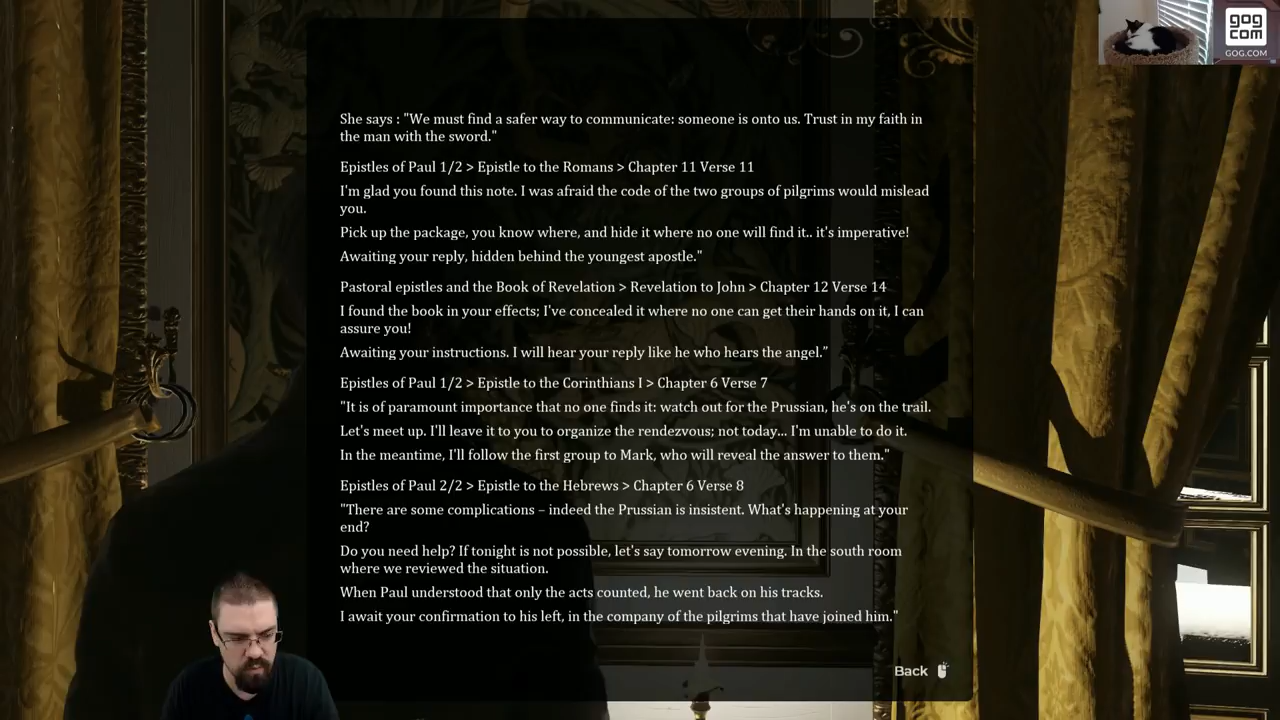 gog
com
GOG.COM
She says : "We must find a safer way to communicate: someone is onto us. Trust in my faith in
the man with the sword."
Epistles of Paul 1/2 > Epistle to the Romans > Chapter 11 Verse 11
I'm glad you found this note. I was afraid the code of the two groups of pilgrims would mislead
you.
Pick up the package, you know where, and hide it where no one will find it.. it's imperative!
Awaiting your reply, hidden behind the youngest apostle."
Pastoral epistles and the Book of Revelation > Revelation to John > Chapter 12 Verse 14
I found the book in your effects; I've concealed it where no one can get their hands on it, I can
assure you!
Awaiting your instructions. I will hear your reply like he who hears the angel.”
Epistles of Paul 1/2 > Epistle to the Corinthians I > Chapter 6 Verse 7
"It is of paramount importance that no one finds it: watch out for the Prussian, he's on the trail.
Let's meet up. I'll leave it to you to organize the rendezvous; not today... I'm unable to do it.
In the meantime, I'll follow the first group to Mark, who will reveal the answer to them."
Epistles of Paul 2/2 > Epistle to the Hebrews > Chapter 6 Verse 8
"There are some complications – indeed the Prussian is insistent. What's happening at your
end?
Do you need help? If tonight is not possible, let's say tomorrow evening. In the south room
where we reviewed the situation.
When Paul understood that only the acts counted, he went back on his tracks.
I await your confirmation to his left, in the company of the pilgrims that have joined him."
Back